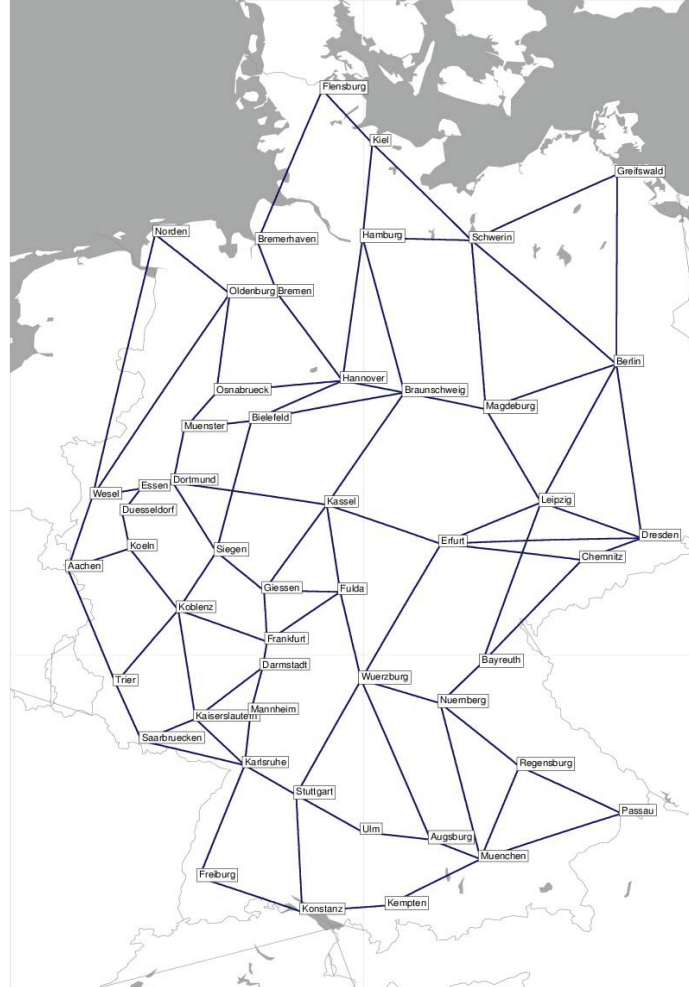 Flensburg
Kiel
Greifswald
Norden
Bremerhaven
Hamburg
Schwerin
Oldenburg
Bremen
Berlin
Hannover
Osnabrueck
Braunschweig
Magdeburg
Bielefeld
Muenster
Dortmund
Essen
Wesel
Duesseldorf
Kassel
Leipzig
Erfurt
Dresden
Koeln
Siegen
Chemnitz
Aachen
Giessen
Fulda
Koblenz
Frankfurt
Bayreuth
Darmstadt
Trier
Wuerzburg
Nuernberg
Mannheim
Kaiserslautern
Saarbruecken
Karlsruhe
Regensburg
Stuttgart
Passau
Ulm
Augsburg
Muenchen
Freiburg
Kempten
Konstanz